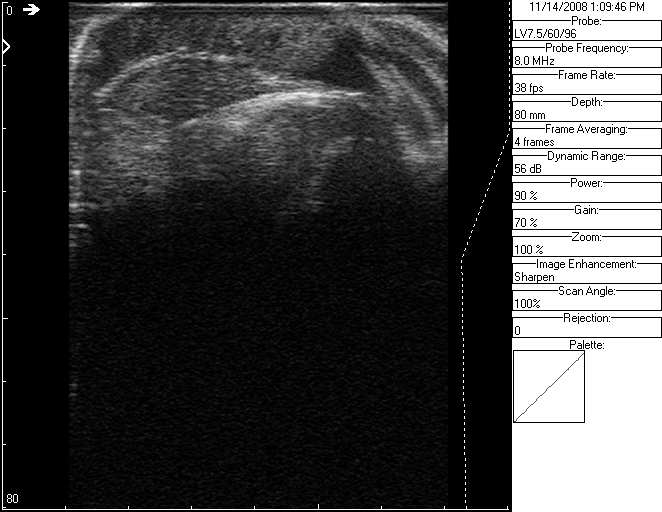 0
80
11/14/2008 1:09:46 PM
Probe:
LV7.5/60/96
Probe Frequency:
8.0 MHz
Frame Rate:
38 fps
Depth:
80 mm
Frame Averaging:
4 frames
Dynamic Range:
56 dB
Power:
90 %
Gain:
70 %
Zoom:
100 %
Image Enhancement:
Sharpen
Scan Angle:
100%
Rejection:
0
Palette: